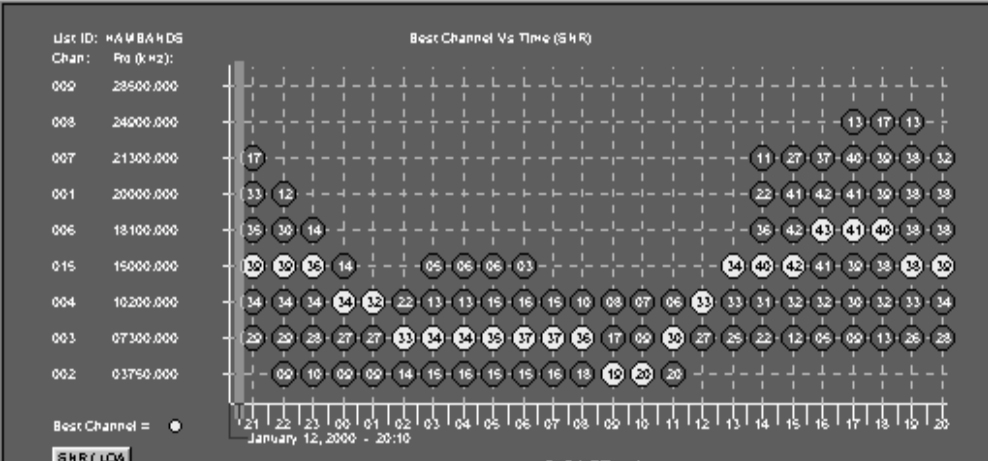 List ID: HAMBANDS
Best Channel Vs Time (SNR)
Chan: Frq (kHz):
009 28500.000
008 24900.000 13 17 13
007 21300.000 17 11 27 37 40 39 38 32
001 20000.000 33 12 22 41 42 41 39 38 38
006 18100.000 35 30 14 36 42 43 41 40 38 38
015 15000.000 39 39 36 14 05 06 06 03 34 40 42 41 39 38 38 39
004 10200.000 34 34 34 34 32 22 13 13 15 16 15 10 08 07 06 33 33 31 32 32 30 32 33 34
003 07300.000 29 29 28 27 27 33 34 34 35 37 37 36 17 09 30 27 25 22 12 05 09 13 26 28
002 03750.000 09 10 09 09 14 15 16 15 15 16 18 19 20 20
21 22 23 00 01 02 03 04 05 06 07 08 09 10 11 12 13 14 15 16 17 18 19 20
Best Channel =
January 12, 2000 - 20:10